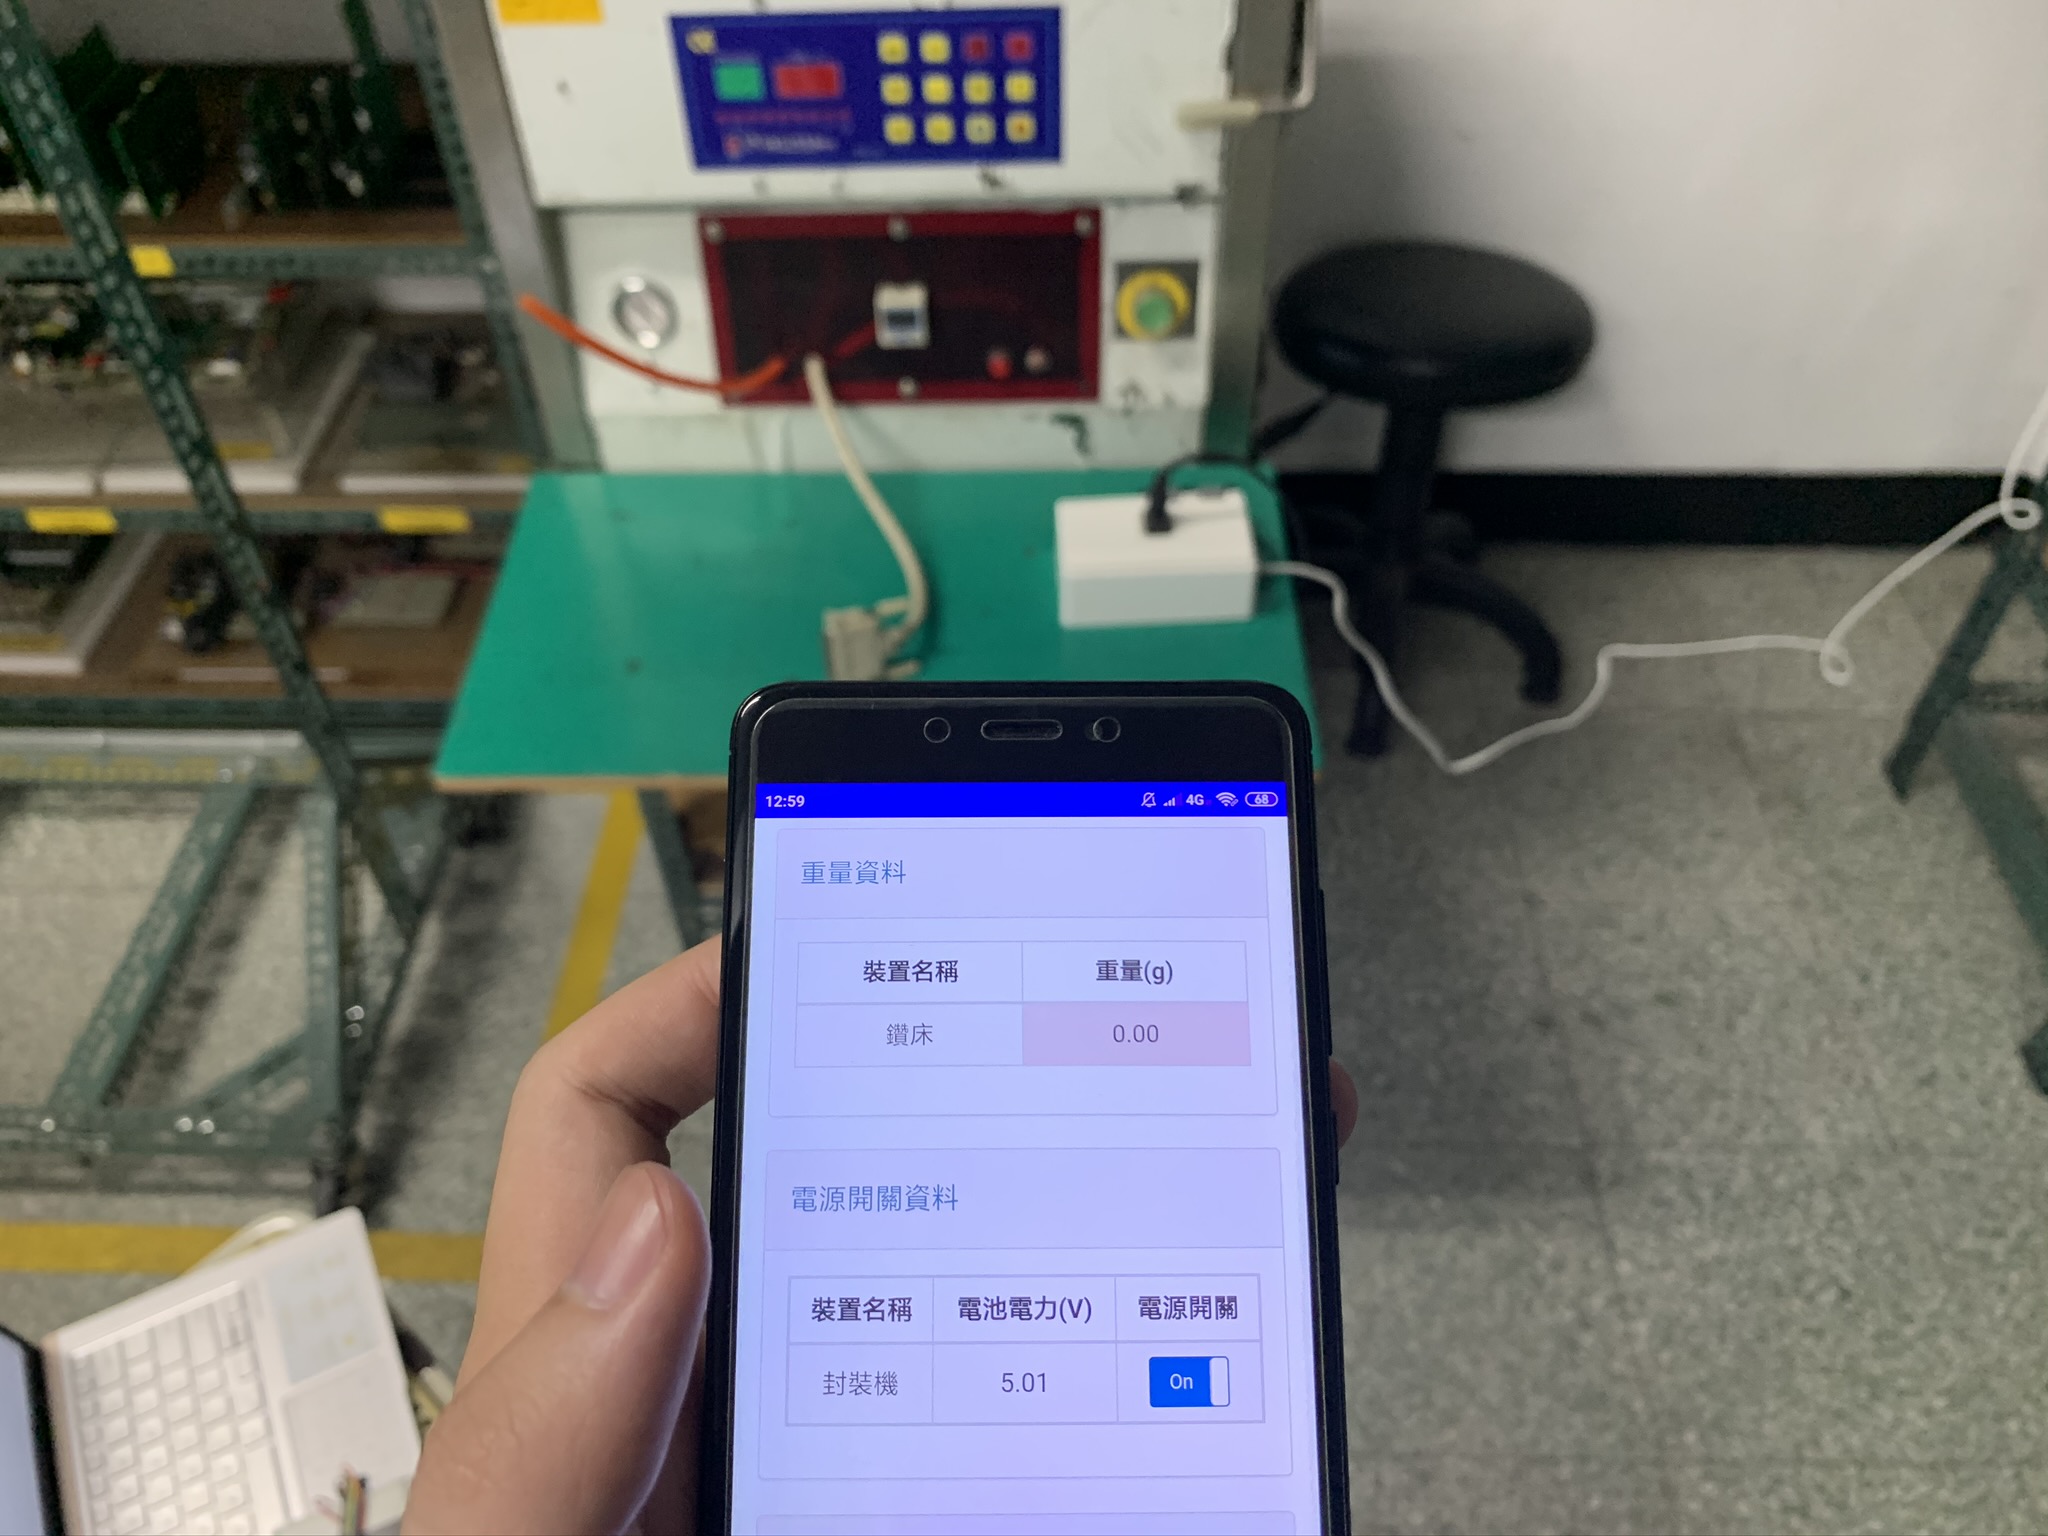 12:59
4G
68
重量資料
裝置名稱 重量(g)
鑽床 0.00
電源開關資料
裝置名稱 電池電力(V) 電源開關
封裝機 5.01 On